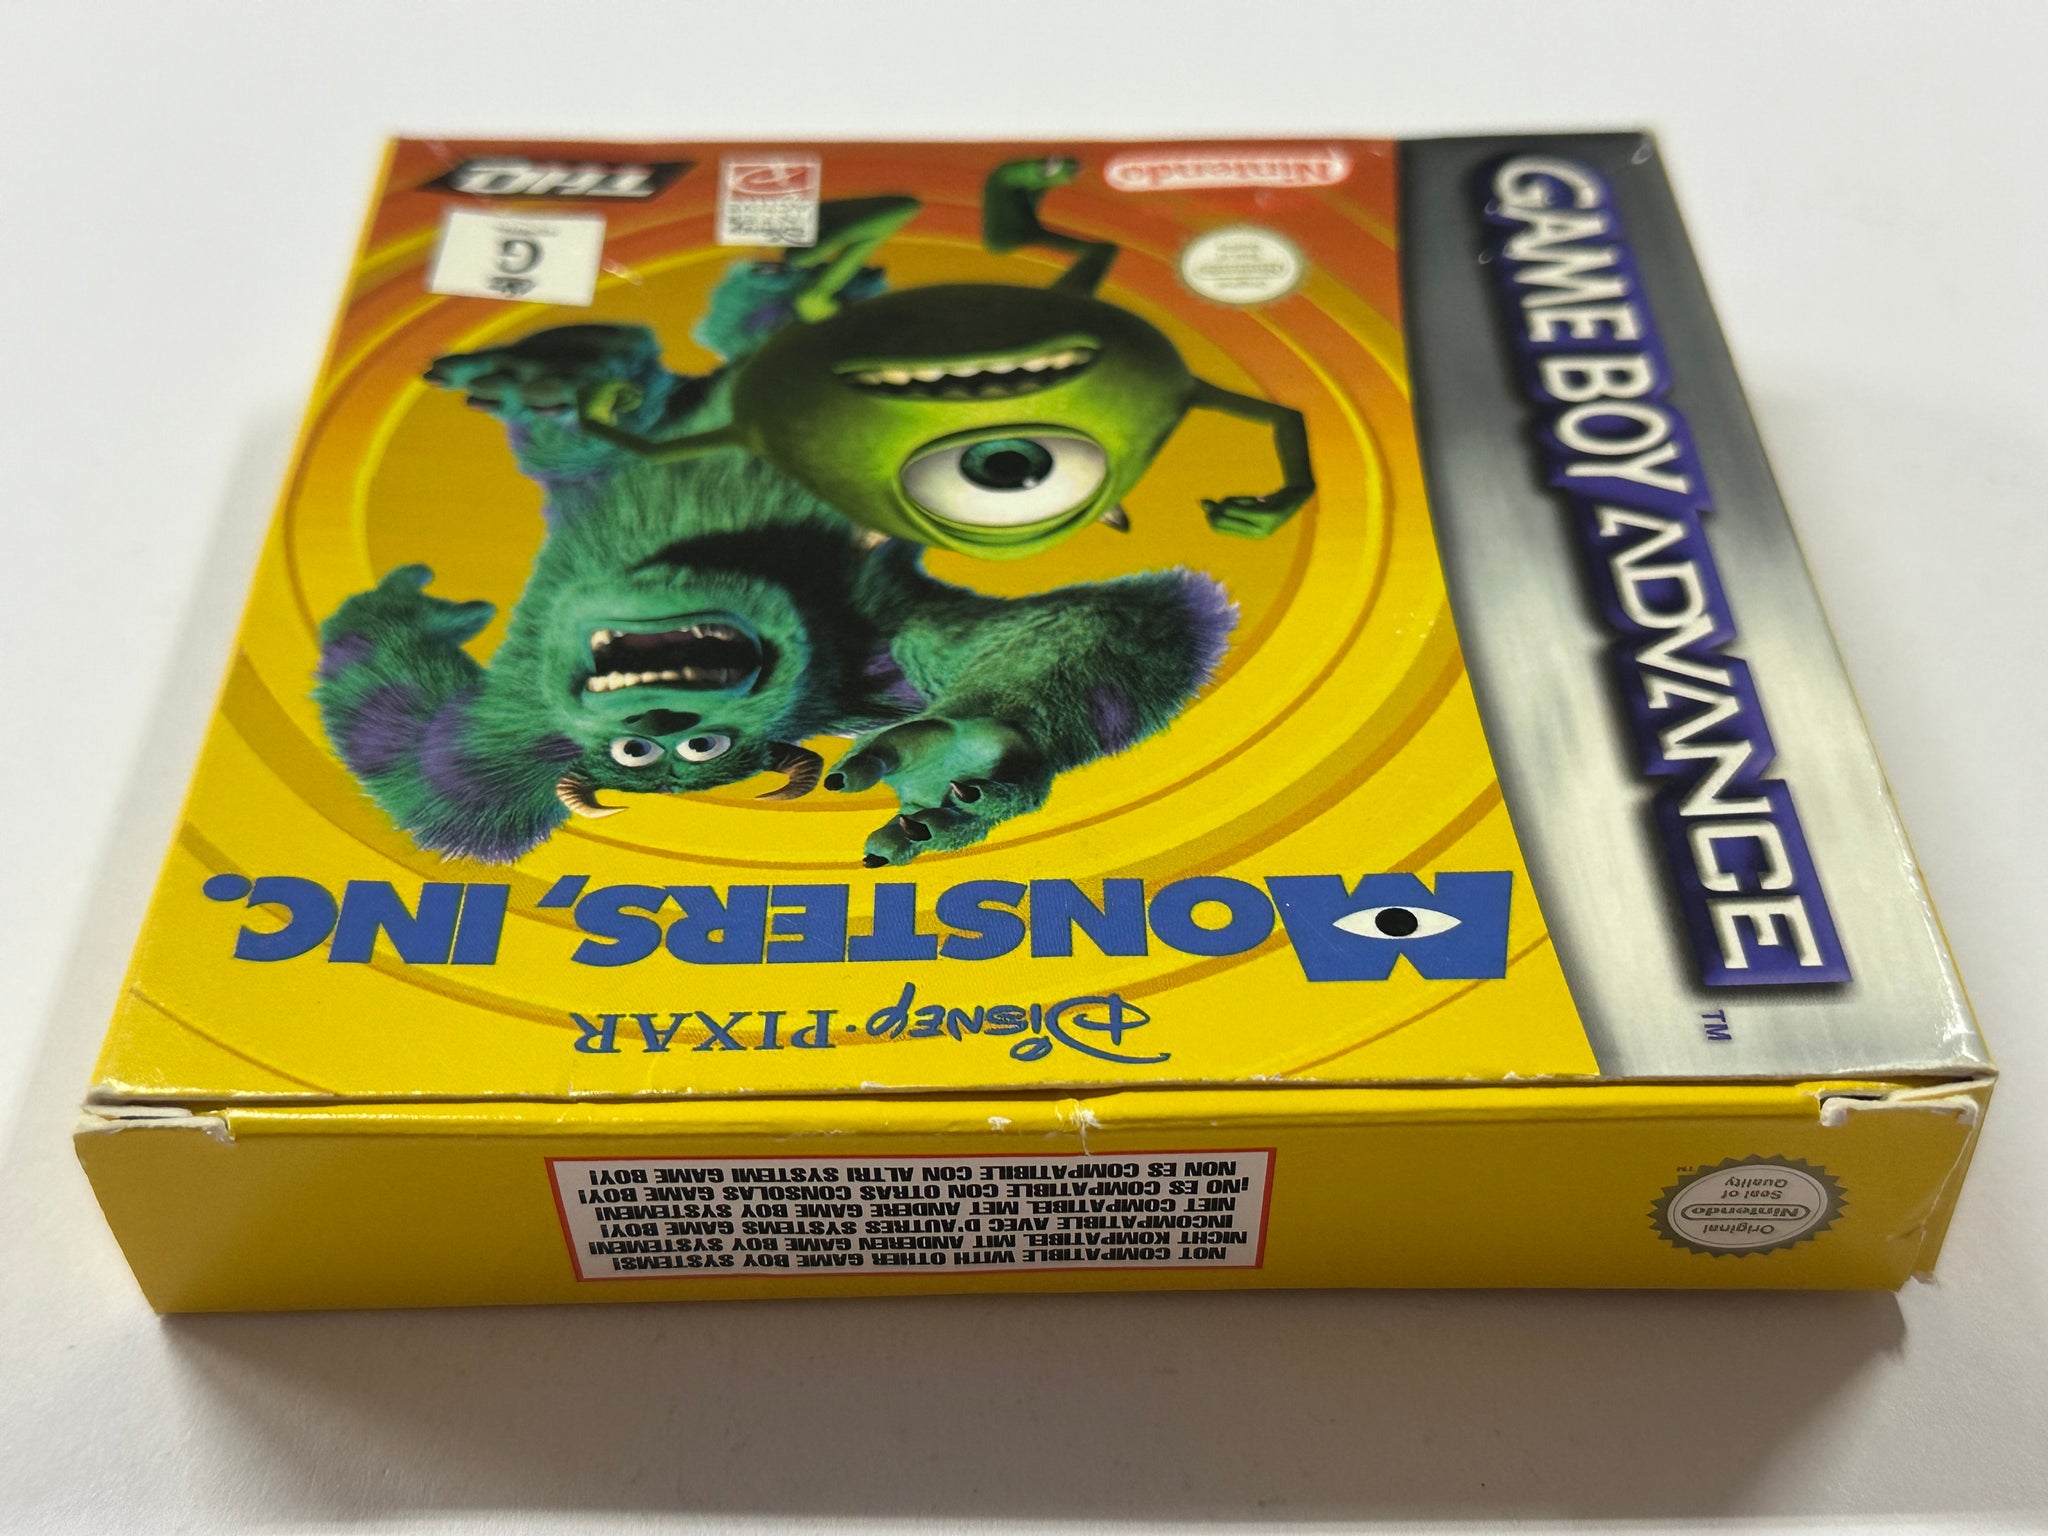 Disney·PIXAR
MONSTERS, INC.
GAME BOY ADVANCE
TM
Nintendo
G
THQ
NOT COMPATIBLE WITH OTHER GAME BOY SYSTEMS!
NICHT KOMPATIBEL MIT ANDEREN GAME BOY SYSTEMEN!
INCOMPATIBLE AVEC D'AUTRES SYSTEMS GAME BOY!
NIET COMPATIBEL MET ANDERE GAME BOY SYSTEMEN!
¡NO ES COMPATIBLE CON OTRAS CONSOLAS GAME BOY!
NON ES COMPATIBILE CON ALTRI SYSTEMI GAME BOY!
Original
Nintendo
Seal of
Quality
TM